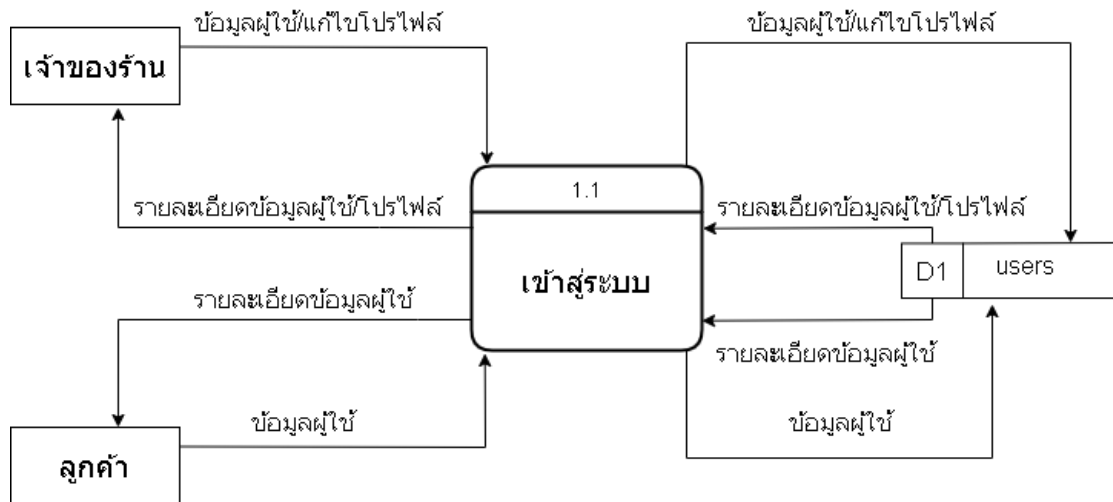 ข้อมูลผู้ใช้/แก้ไขโปรไฟล์
ข้อมูลผู้ใช้/แก้ไขโปรไฟล์
เจ้าของร้าน
1.1
รายละเอียดข้อมูลผู้ใช้/โปรไฟล์
รายละเอียดข้อมูลผู้ใช้/โปรไฟล์
D1
users
เข้าสู่ระบบ
รายละเอียดข้อมูลผู้ใช้
รายละเอียดข้อมูลผู้ใช้
ข้อมูลผู้ใช้
ข้อมูลผู้ใช้
ลูกค้า